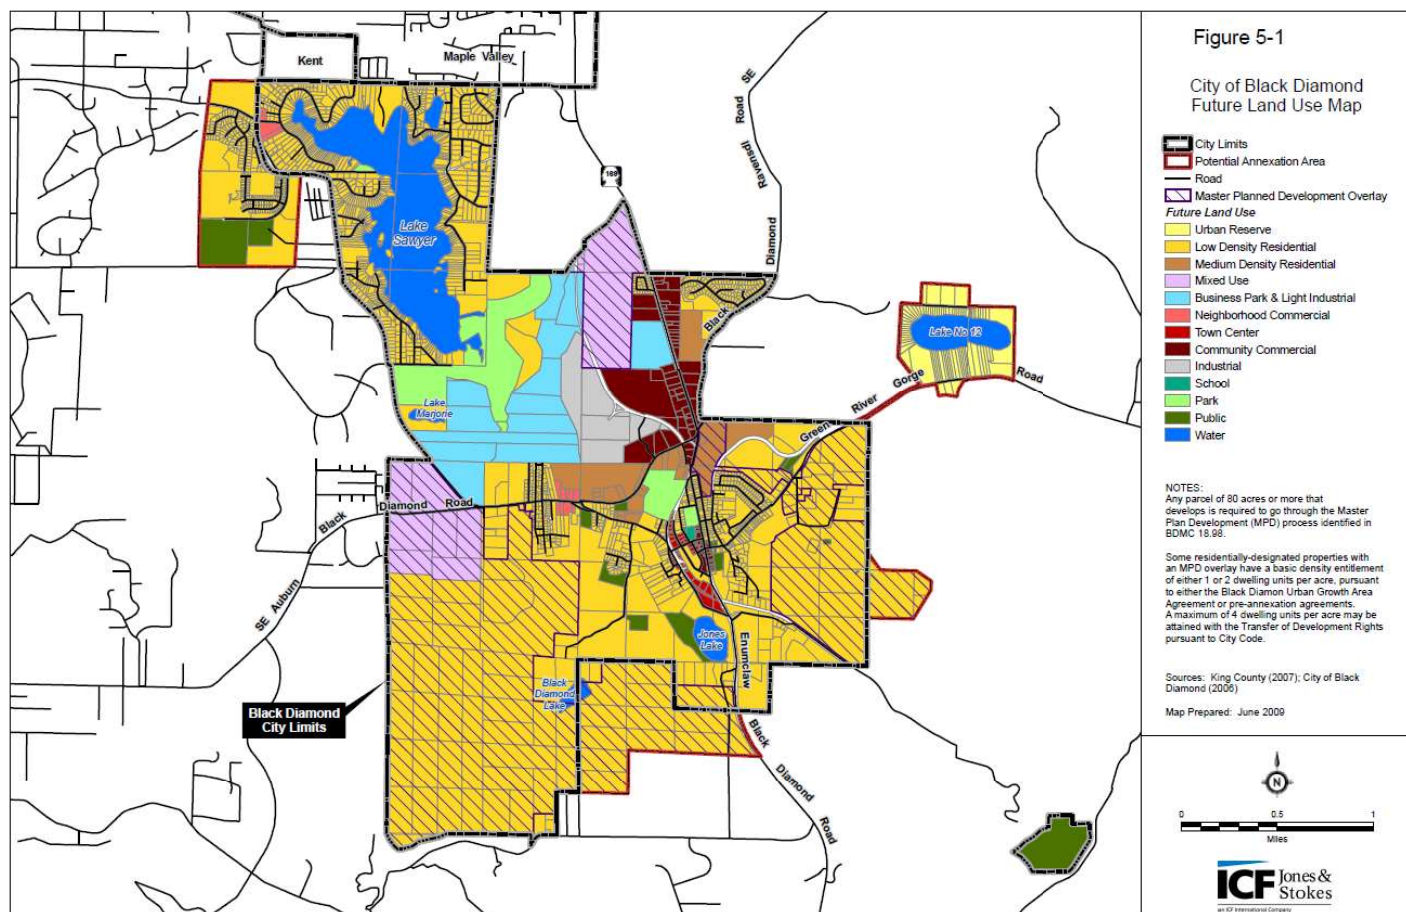 Figure 5-1
City of Black Diamond
Future Land Use Map
City Limits
Potential Annexation Area
Road
Master Planned Development Overlay
Future Land Use
Urban Reserve
Low Density Residential
Medium Density Residential
Mixed Use
Business Park & Light Industrial
Neighborhood Commercial
Town Center
Community Commercial
Industrial
School
Park
Public
Water
NOTES:
Any parcel of 80 acres or more that
develops is required to go through the Master
Plan Development (MPD) process identified in
BDMC 18.98.
Some residentially-designated properties with
an MPD overlay have a basic density entitlement
of either 1 or 2 dwelling units per acre, pursuant
to either the Black Diamon Urban Growth Area
Agreement or pre-annexation agreements.
A maximum of 4 dwelling units per acre may be
attained with the Transfer of Development Rights
pursuant to City Code.
Sources: King County (2007); City of Black
Diamond (2006)
Map Prepared: June 2009
N
0 0.5 1
Miles
ICF Jones &
Stokes
an ICF International Company
Kent
Maple Valley
169
Black Diamond Ravensdl Road SE
Lake
Sawyer
Lake No 12
Green River Gorge Road
Lake
Marjorie
SE Auburn Black Diamond Road
Jones
Lake
Enumclaw Black Diamond Road
Black
Diamond
Lake
Black Diamond
City Limits